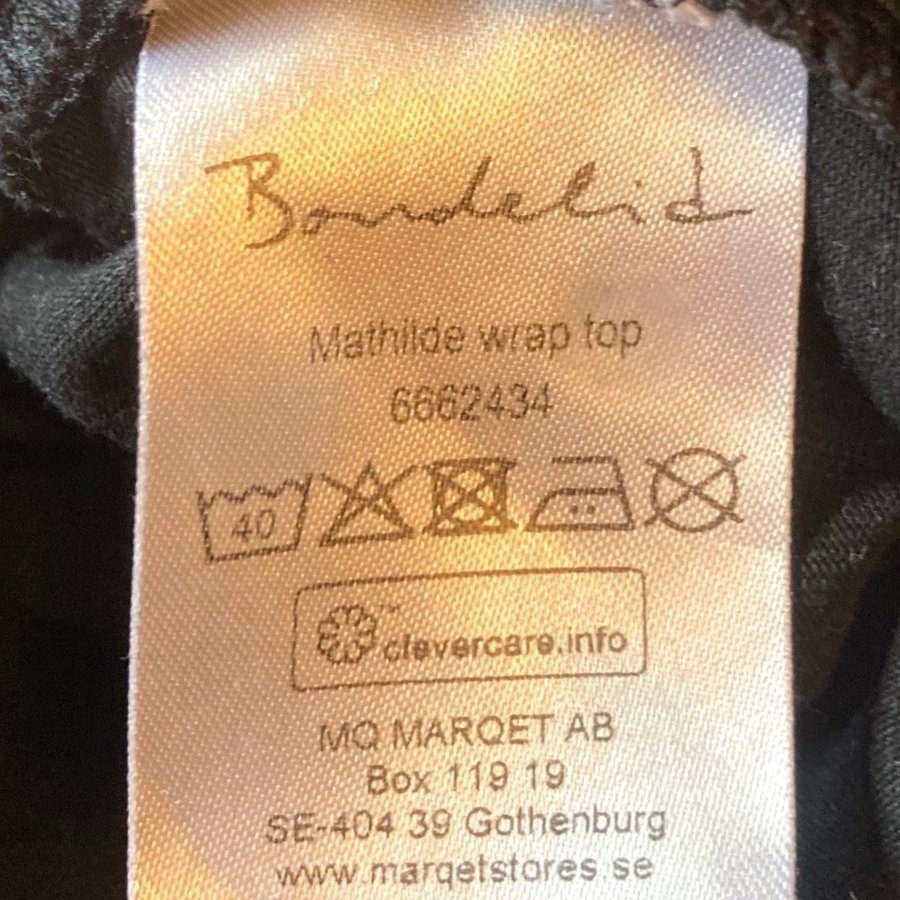 Bondelid
Mathilde wrap top
6662434
40
clevercare.info
MQ MARQET AB
Box 119 19
SE-404 39 Gothenburg
www.marqetstores.se